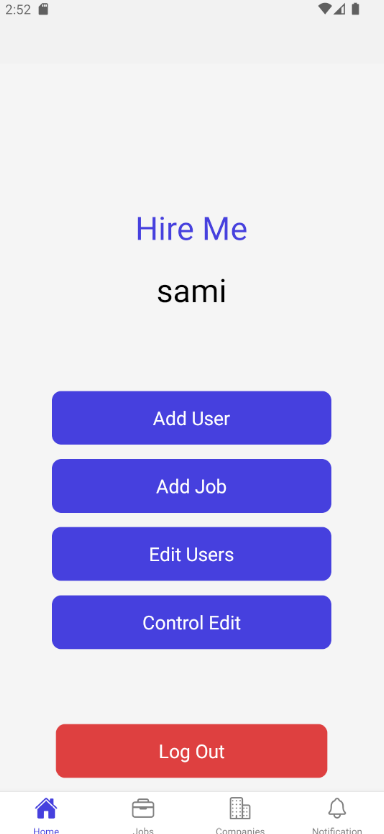 2:52
Hire Me
sami
Add User
Add Job
Edit Users
Control Edit
Log Out
Home
Jobs
Companies
Notification